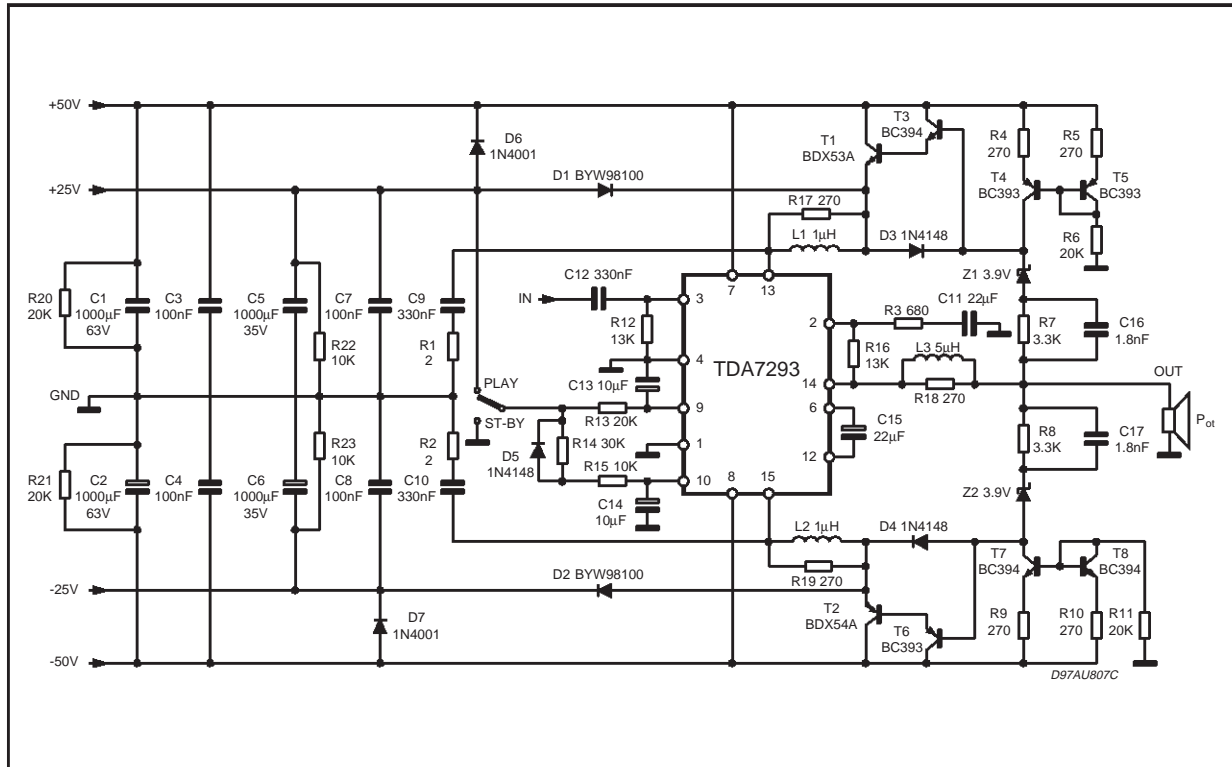 +50V
+25V
GND
-25V
-50V
R20
20K
C1
1000µF
63V
C3
100nF
C5
1000µF
35V
R22
10K
C7
100nF
C9
330nF
R1
2
R21
20K
C2
1000µF
63V
C4
100nF
C6
1000µF
35V
R23
10K
C8
100nF
R2
2
C10
330nF
D6
1N4001
D1 BYW98100
D7
1N4001
D2 BYW98100
PLAY
ST-BY
D5
1N4148
IN
C12 330nF
R12
13K
C13 10µF
R13 20K
R14 30K
R15 10K
C14
10µF
TDA7293
3
4
9
1
10
7
13
8
15
2
14
6
12
R17 270
L1 1µH
D3 1N4148
T1
BDX53A
T3
BC394
R4
270
R5
270
T4
BC393
T5
BC393
R6
20K
Z1 3.9V
R7
3.3K
C16
1.8nF
R3 680
C11 22µF
R16
13K
L3 5µH
R18 270
C15
22µF
OUT
Pot
R8
3.3K
C17
1.8nF
Z2 3.9V
L2 1µH
D4 1N4148
R19 270
T2
BDX54A
T6
BC393
T7
BC394
T8
BC394
R9
270
R10
270
R11
20K
D97AU807C